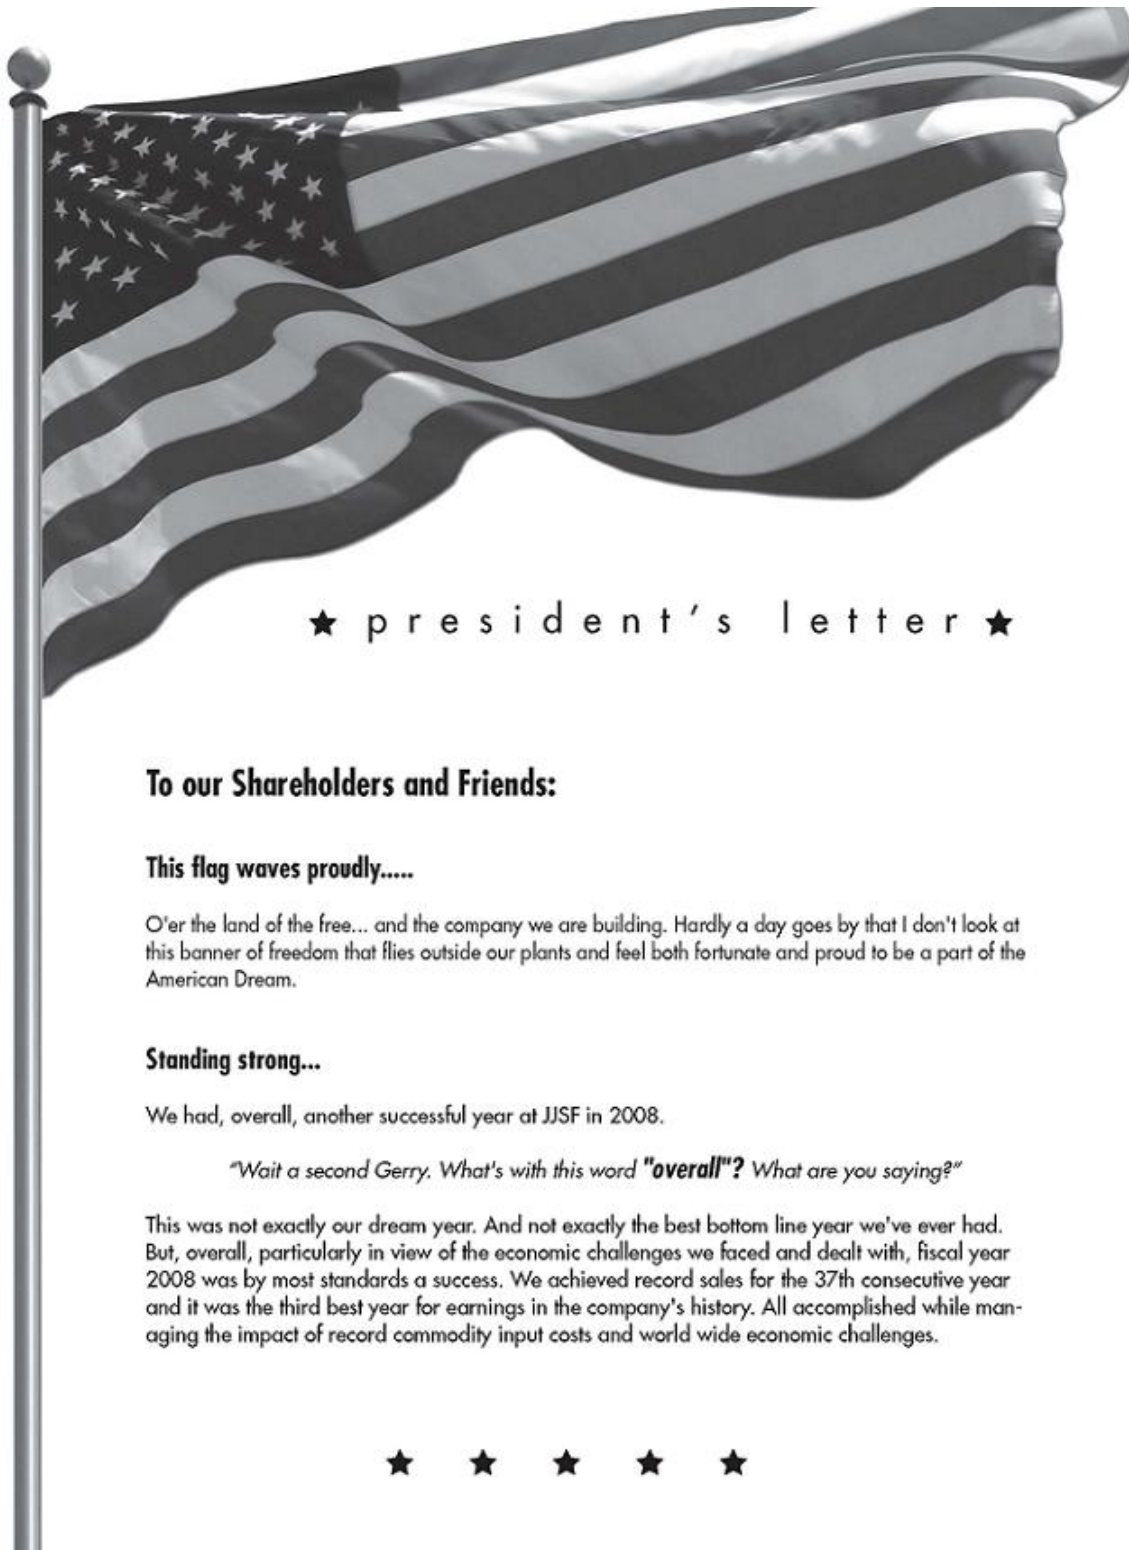 ★ president's letter ★
To our Shareholders and Friends:
This flag waves proudly.....
O'er the land of the free... and the company we are building. Hardly a day goes by that I don't look at
this banner of freedom that flies outside our plants and feel both fortunate and proud to be a part of the
American Dream.
Standing strong...
We had, overall, another successful year at JJSF in 2008.
"Wait a second Gerry. What's with this word "overall"? What are you saying?"
This was not exactly our dream year. And not exactly the best bottom line year we've ever had.
But, overall, particularly in view of the economic challenges we faced and dealt with, fiscal year
2008 was by most standards a success. We achieved record sales for the 37th consecutive year
and it was the third best year for earnings in the company's history. All accomplished while man-
aging the impact of record commodity input costs and world wide economic challenges.
★ ★ ★ ★ ★